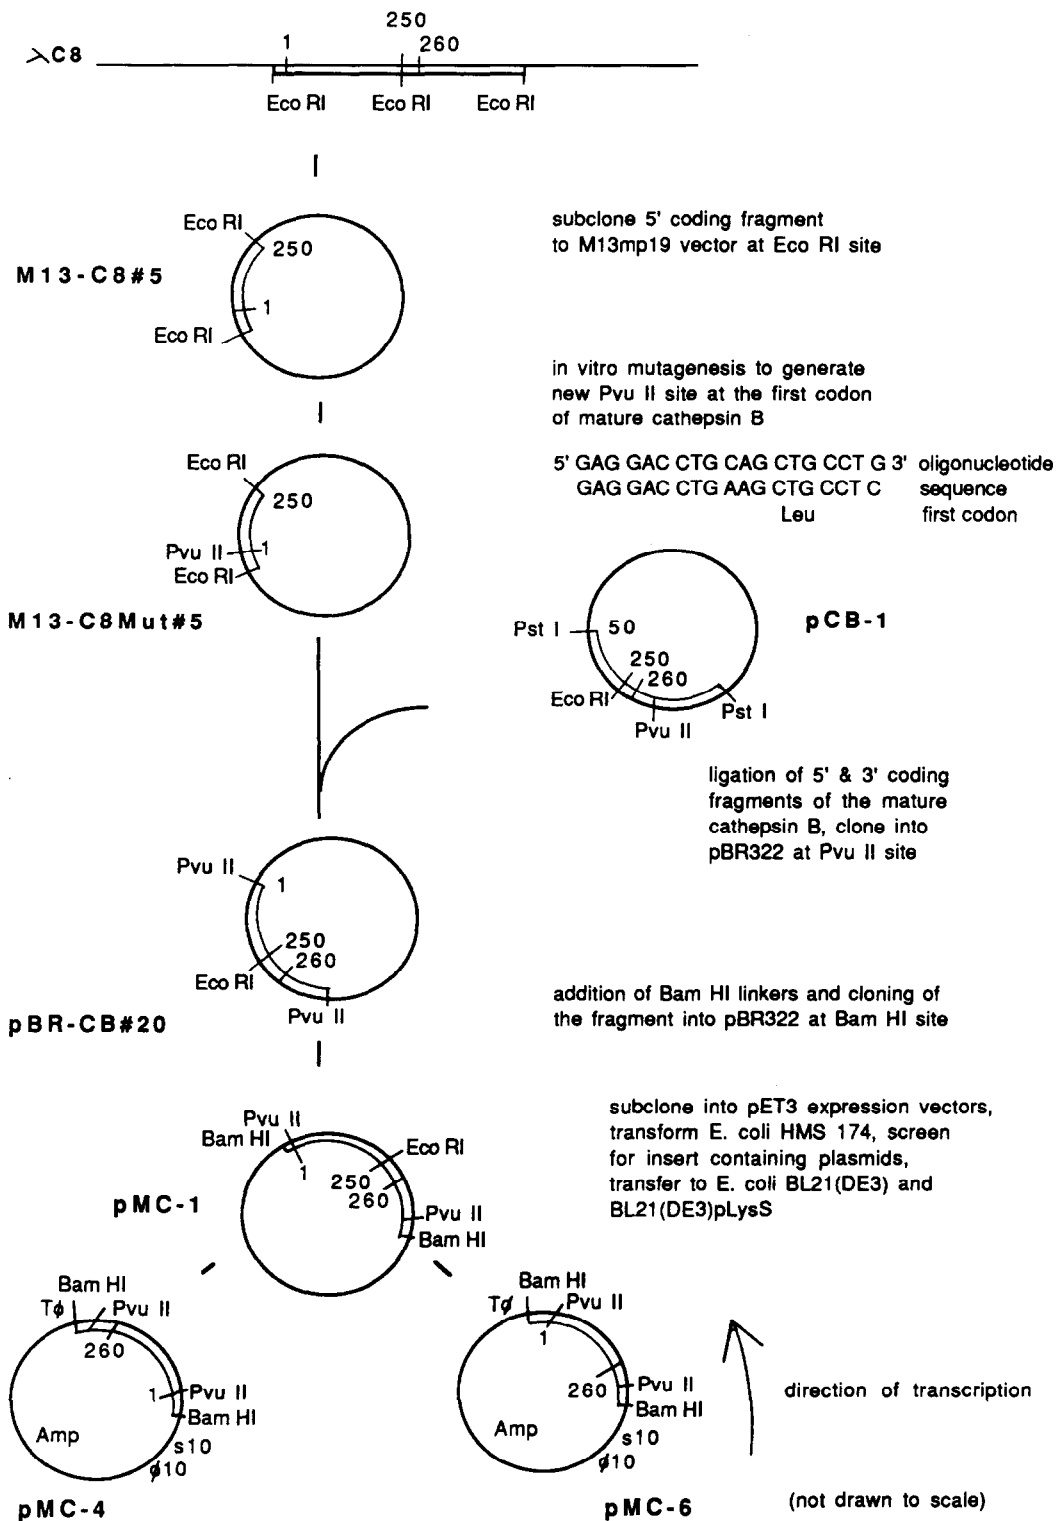 250
1
260
λC8
Eco RI Eco RI Eco RI
Eco RI
250
M13-C8#5
1
Eco RI
subclone 5' coding fragment
to M13mp19 vector at Eco RI site
in vitro mutagenesis to generate
new Pvu II site at the first codon
of mature cathepsin B
Eco RI
250
Pvu II 1
Eco RI
M13-C8Mut#5
5' GAG GAC CTG CAG CTG CCT G 3' oligonucleotide
GAG GAC CTG AAG CTG CCT C sequence
Leu first codon
Pst I 50
250
260
Eco RI
Pvu II
Pst I
pCB-1
ligation of 5' & 3' coding
fragments of the mature
cathepsin B, clone into
pBR322 at Pvu II site
Pvu II
1
250
260
Eco RI
Pvu II
pBR-CB#20
addition of Bam HI linkers and cloning of
the fragment into pBR322 at Bam HI site
Pvu II
Bam HI
1
Eco RI
250
260
Pvu II
Bam HI
pMC-1
subclone into pET3 expression vectors,
transform E. coli HMS 174, screen
for insert containing plasmids,
transfer to E. coli BL21(DE3) and
BL21(DE3)pLysS
Bam HI
Tø Pvu II
260
1 Pvu II
Bam HI
Amp
s10
ø10
pMC-4
Bam HI
Tø Pvu II
1
260 Pvu II
Bam HI
Amp
s10
ø10
pMC-6
direction of transcription
(not drawn to scale)